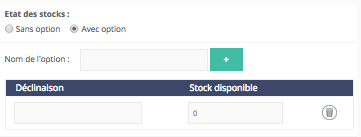 Etat des stocks :
Sans option Avec option
Nom de l'option : +
Déclinaison Stock disponible
0